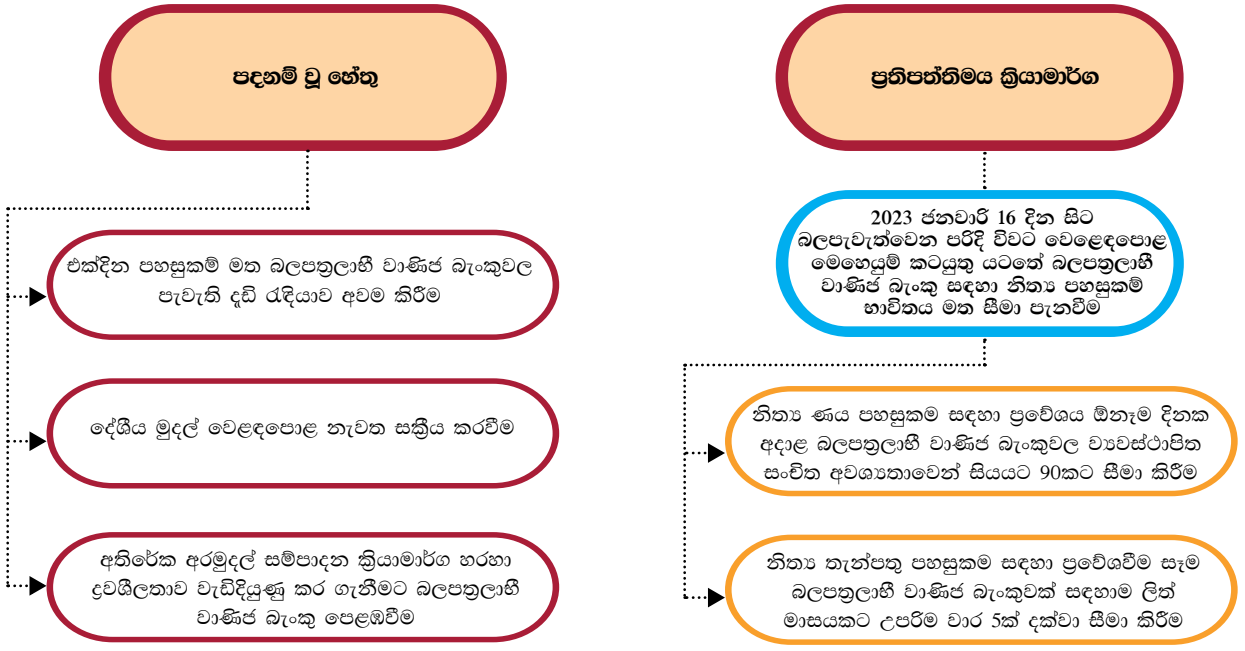 පදනම් වූ හේතු
එක්දින පහසුකම් මත බලපත්‍රලාභී වාණිජ බැංකුවල
පැවැති දැඩි රැඳියාව අවම කිරීම
දේශීය මුදල් වෙළඳපොළ නැවත සක්‍රීය කරවීම
අතිරේක අරමුදල් සම්පාදන ක්‍රියාමාර්ග හරහා
ද්‍රවශීලතාව වැඩිදියුණු කර ගැනීමට බලපත්‍රලාභී
වාණිජ බැංකු පෙළඹවීම
ප්‍රතිපත්තිමය ක්‍රියාමාර්ග
2023 ජනවාරි 16 දින සිට
බලපැවැත්වෙන පරිදි විවට වෙළෙඳපොළ
මෙහෙයුම් කටයුතු යටතේ බලපත්‍රලාභී
වාණිජ බැංකු සඳහා නිත්‍ය පහසුකම්
භාවිතය මත සීමා පැනවීම
නිත්‍ය ණය පහසුකම සඳහා ප්‍රවේශය ඕනෑම දිනක
අදාළ බලපත්‍රලාභී වාණිජ බැංකුවල ව්‍යවස්ථාපිත
සංචිත අවශ්‍යතාවෙන් සියයට 90කට සීමා කිරීම
නිත්‍ය තැන්පතු පහසුකම සඳහා ප්‍රවේශවීම සෑම
බලපත්‍රලාභී වාණිජ බැංකුවක් සඳහාම ලිත්
මාසයකට උපරිම වාර 5ක් දක්වා සීමා කිරීම